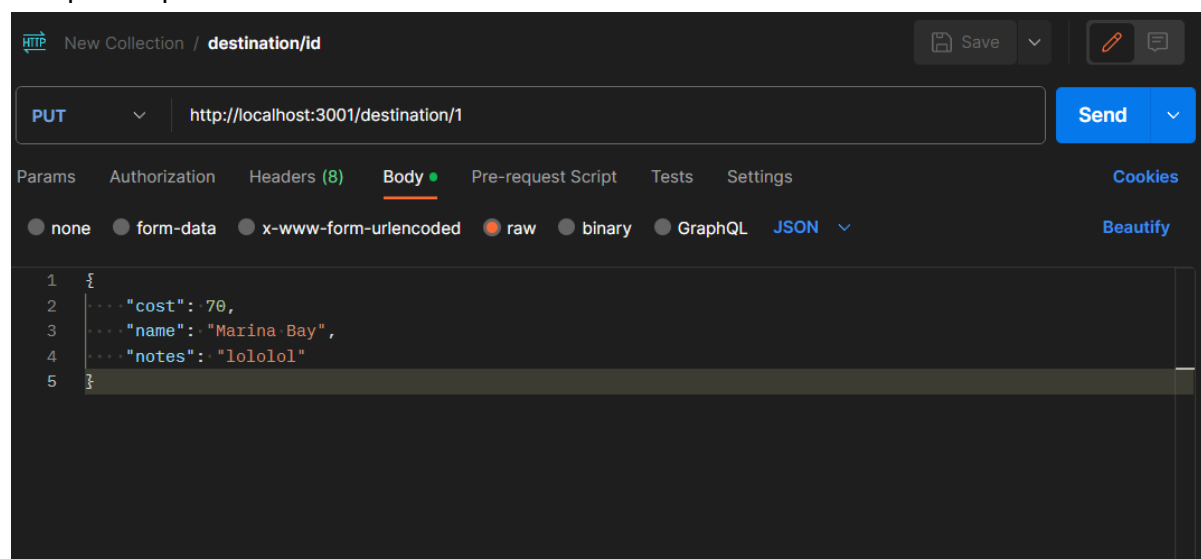 HTTP New Collection / destination/id Save
PUT http://localhost:3001/destination/1 Send
Params Authorization Headers (8) Body Pre-request Script Tests Settings Cookies
none form-data x-www-form-urlencoded raw binary GraphQL JSON Beautify
1 {
2 "cost": 70,
3 "name": "Marina Bay",
4 "notes": "lololol"
5 }